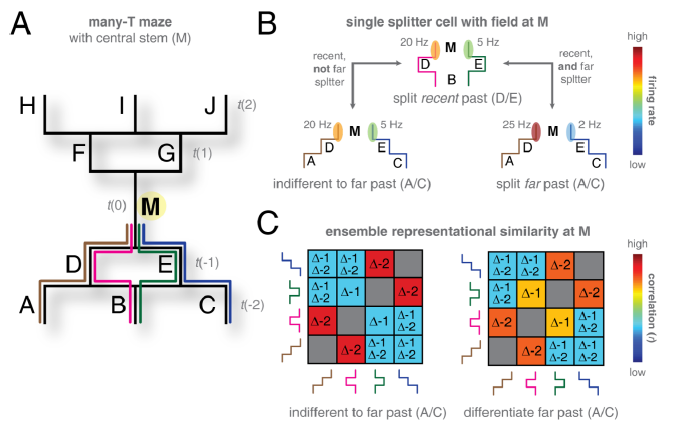 A
many-T maze
with central stem (M)
H
I
J
t(2)
F
G
t(1)
t(0)
M
D
E
t(-1)
A
B
C
t(-2)
B
single splitter cell with field at M
20 Hz
M
5 Hz
D
E
B
split recent past (D/E)
recent,
not far
splitter
recent,
and far
splitter
20 Hz
M
5 Hz
D
E
A
C
indifferent to far past (A/C)
25 Hz
M
2 Hz
D
E
A
C
split far past (A/C)
high
firing rate
low
C
ensemble representational similarity at M
Δ-1 Δ-1 Δ-2
Δ-2 Δ-2
Δ-1 Δ-1 Δ-2
Δ-2
Δ-2 Δ-1 Δ-1
Δ-2
Δ-2 Δ-1 Δ-1
Δ-2 Δ-2
indifferent to far past (A/C)
Δ-1 Δ-1 Δ-2
Δ-2 Δ-2
Δ-1 Δ-1 Δ-2
Δ-2
Δ-2 Δ-1 Δ-1
Δ-2
Δ-2 Δ-1 Δ-1
Δ-2 Δ-2
differentiate far past (A/C)
high
correlation (r)
low